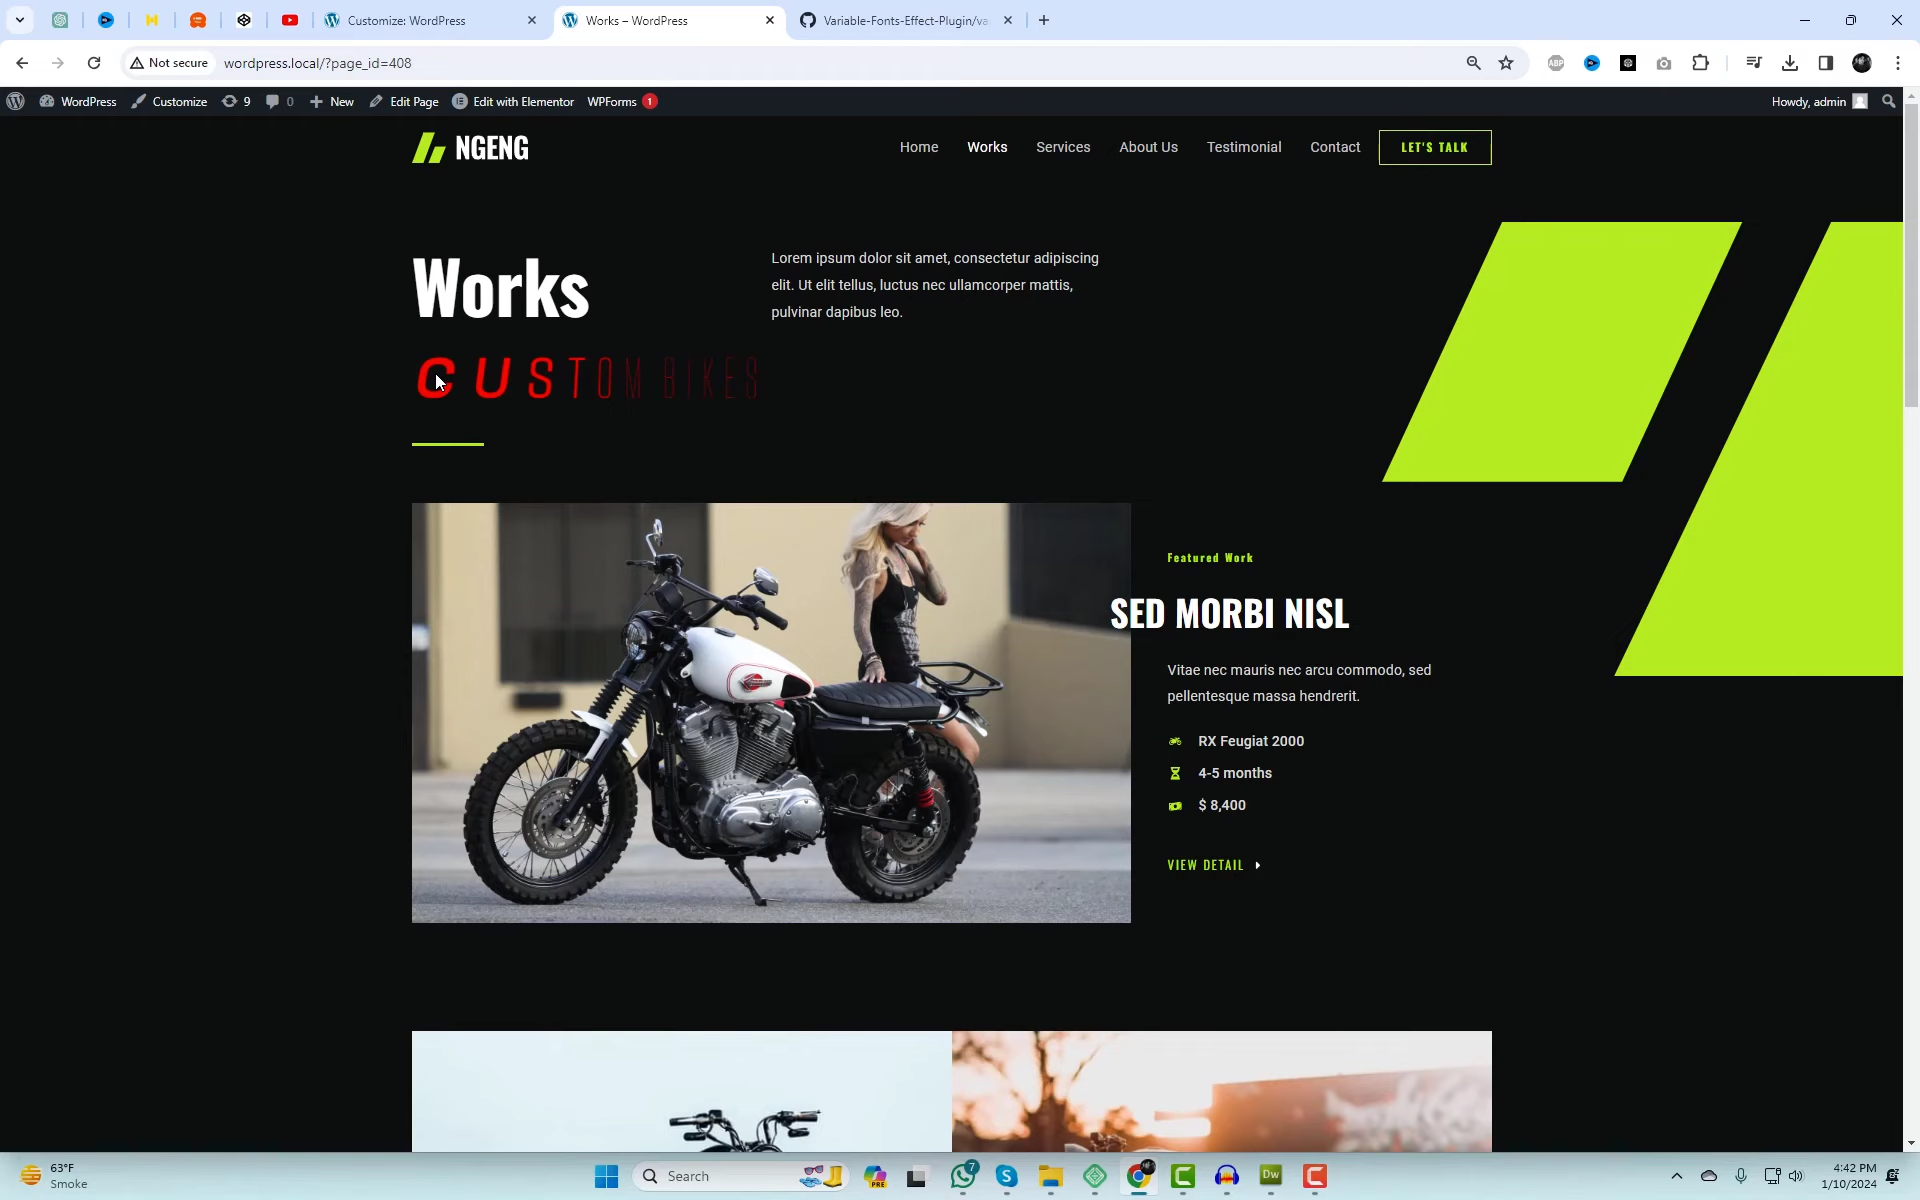 Customize: WordPress
Works – WordPress
Variable-Fonts-Effect-Plugin/va
Not secure
wordpress.local/?page_id=408
ABP
WordPress
Customize
9
0
New
Edit Page
Edit with Elementor
WPForms
1
Howdy, admin
NGENG
Home
Works
Services
About Us
Testimonial
Contact
LET'S TALK
Works
Lorem ipsum dolor sit amet, consectetur adipiscing
elit. Ut elit tellus, luctus nec ullamcorper mattis,
pulvinar dapibus leo.
CUSTOM BIKES
Featured Work
SED MORBI NISL
Vitae nec mauris nec arcu commodo, sed
pellentesque massa hendrerit.
RX Feugiat 2000
4-5 months
$ 8,400
VIEW DETAIL
63°F
Smoke
Search
PRE
7
Dw
4:42 PM
1/10/2024